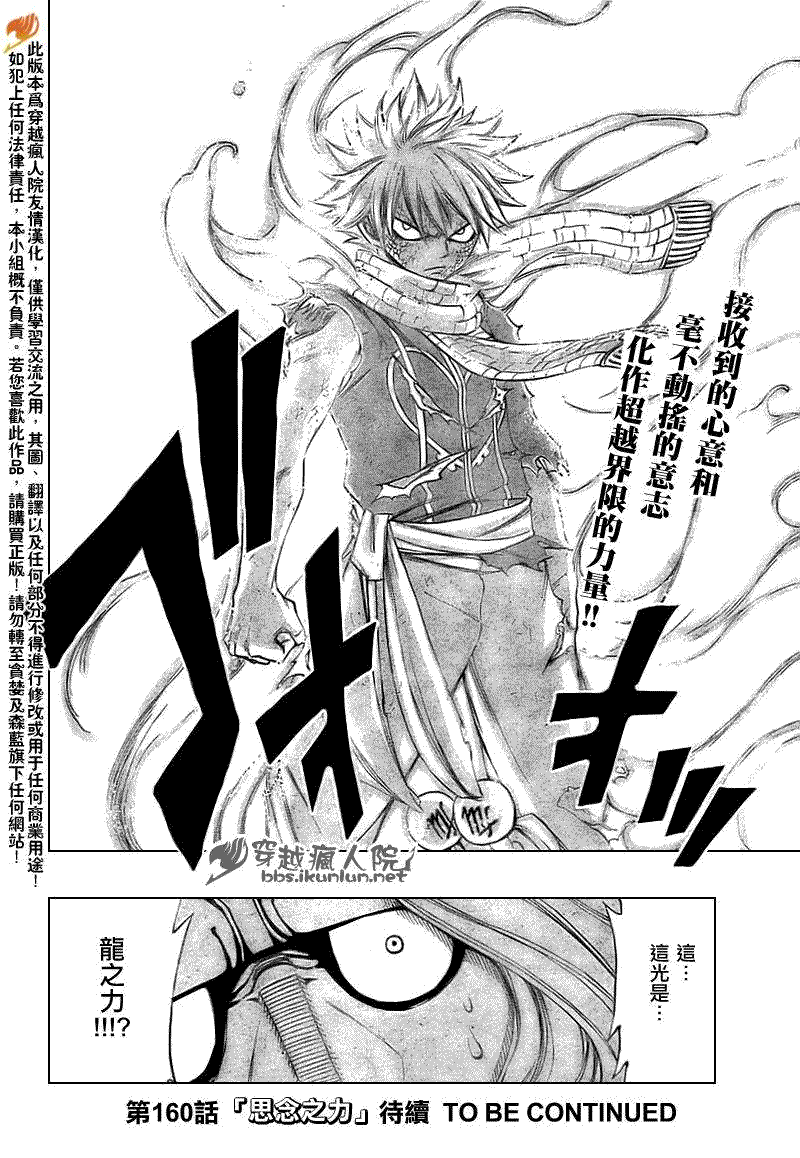 此版本爲穿越瘋人院友情漢化，僅供學習交流之用，其圖、翻譯以及任何部分不得進行修改或用于任何商業用途！
如犯上任何法律責任，本小組概不負責。若您喜歡此作品，請購買正版！請勿轉至貪婪及森藍旗下任何網站！
接收到的心意和
毫不動搖的意志
化作超越界限的力量!!
穿越瘋人院
bbs.ikunlun.net
這…
這光是…
龍之力
!!!?
第160話「思念之力」待續 TO BE CONTINUED